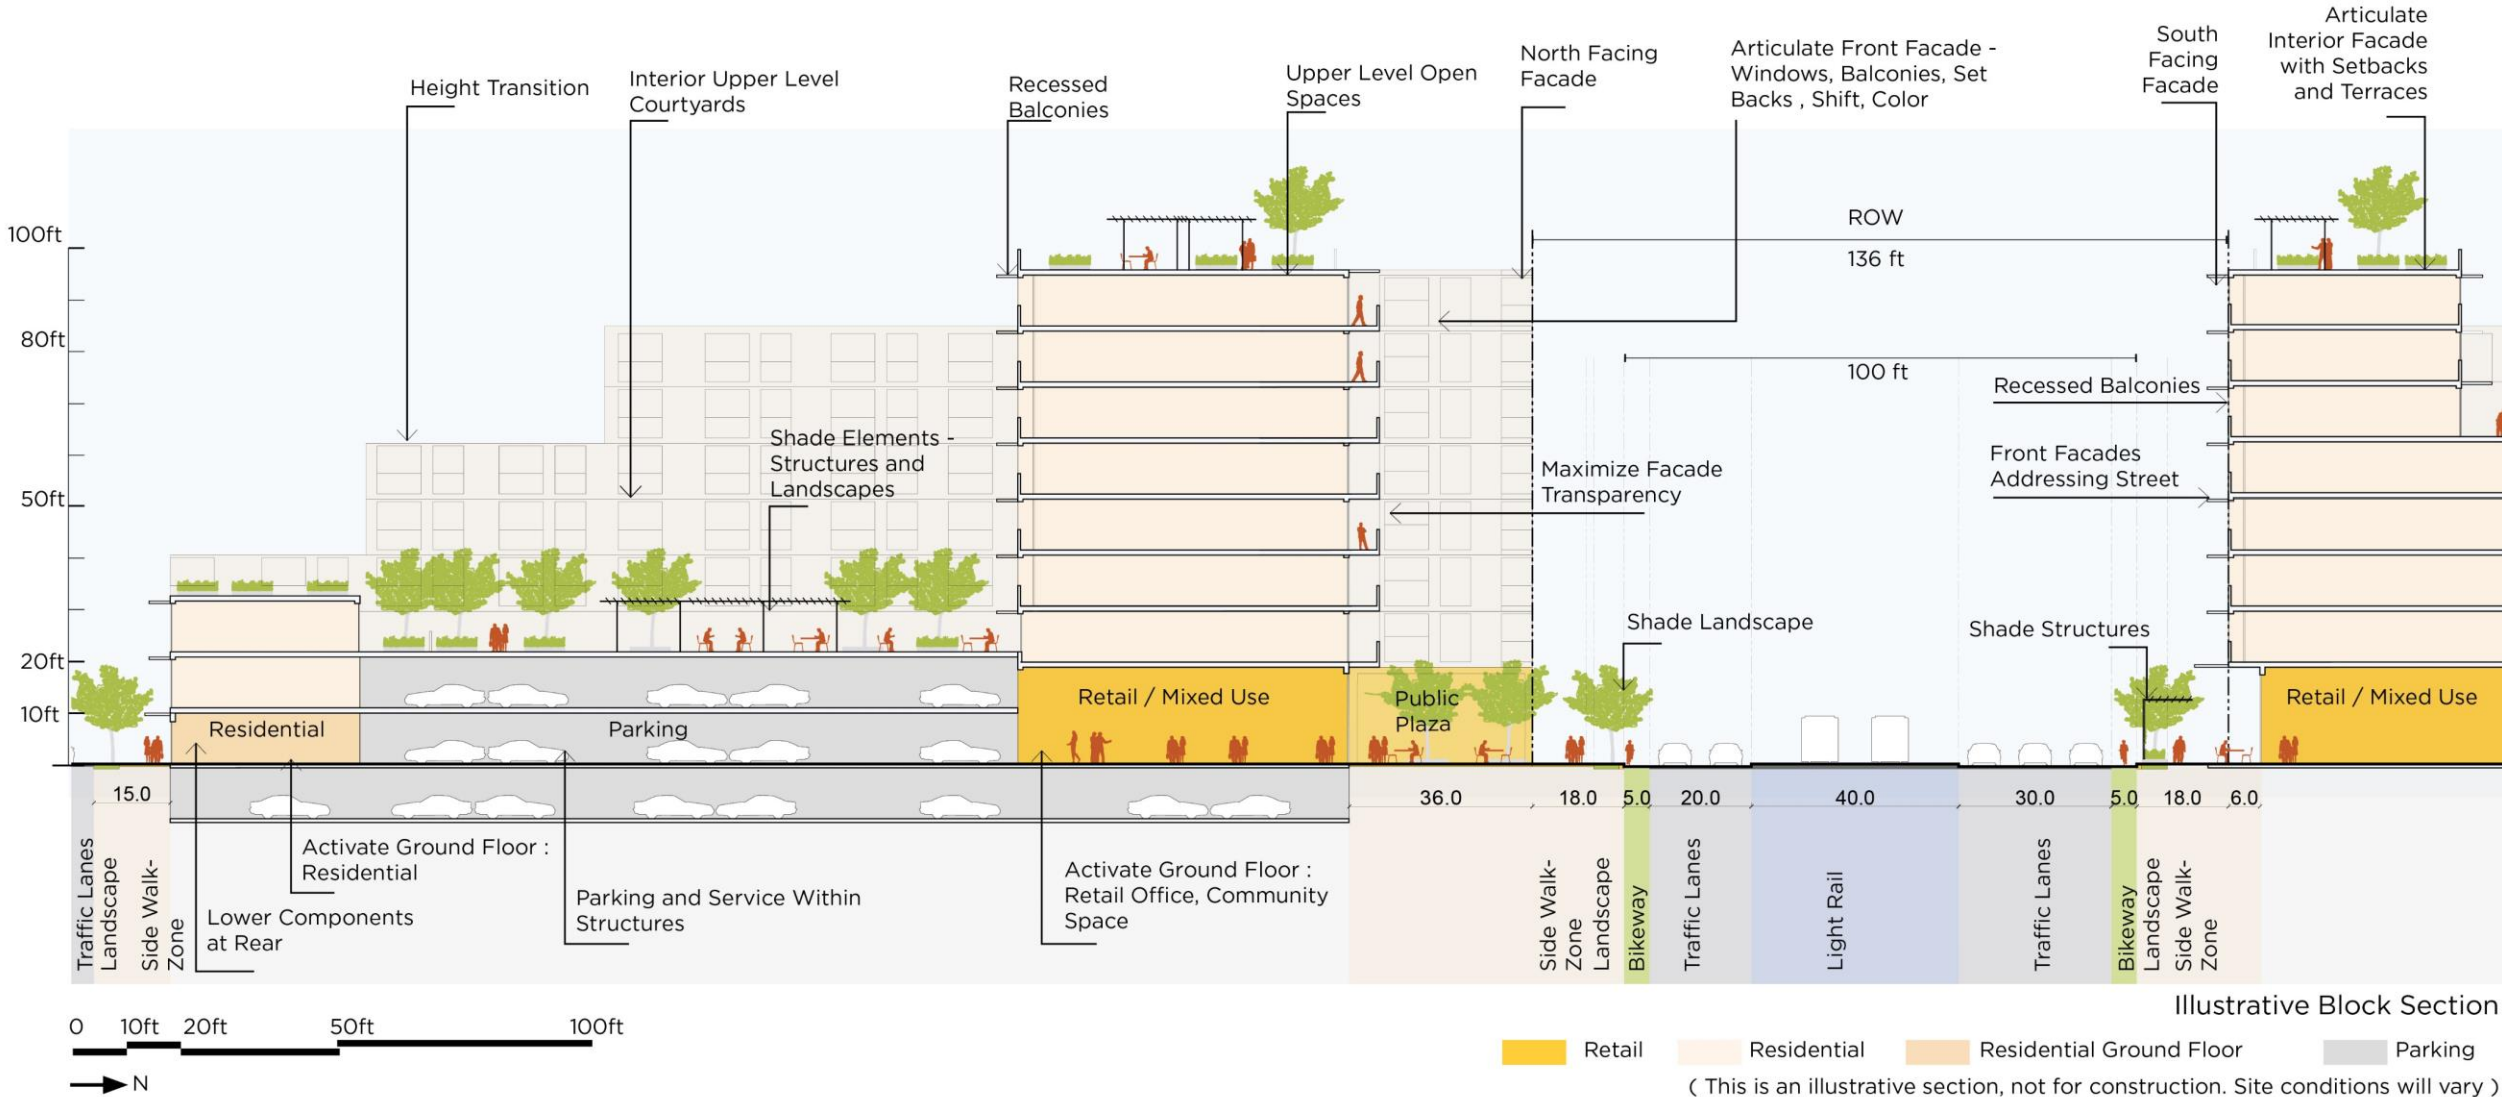 Height Transition
Interior Upper Level
Courtyards
Recessed
Balconies
Upper Level Open
Spaces
North Facing
Facade
Articulate Front Facade -
Windows, Balconies, Set
Backs , Shift, Color
South
Facing
Facade
Articulate
Interior Facade
with Setbacks
and Terraces
100ft
80ft
50ft
20ft
10ft
ROW
136 ft
100 ft
Recessed Balconies
Front Facades
Addressing Street
Shade Elements -
Structures and
Landscapes
Maximize Facade
Transparency
Shade Landscape
Shade Structures
Residential
Parking
Retail / Mixed Use
Public
Plaza
Retail / Mixed Use
15.0
36.0
18.0
5.0
20.0
40.0
30.0
5.0
18.0
6.0
Traffic Lanes
Landscape
Side Walk-
Zone
Activate Ground Floor :
Residential
Lower Components
at Rear
Parking and Service Within
Structures
Activate Ground Floor :
Retail Office, Community
Space
Side Walk-
Zone
Landscape
Bikeway
Traffic Lanes
Light Rail
Traffic Lanes
Bikeway
Landscape
Side Walk-
Zone
Illustrative Block Section
0 10ft 20ft 50ft 100ft
N
Retail
Residential
Residential Ground Floor
Parking
( This is an illustrative section, not for construction. Site conditions will vary )